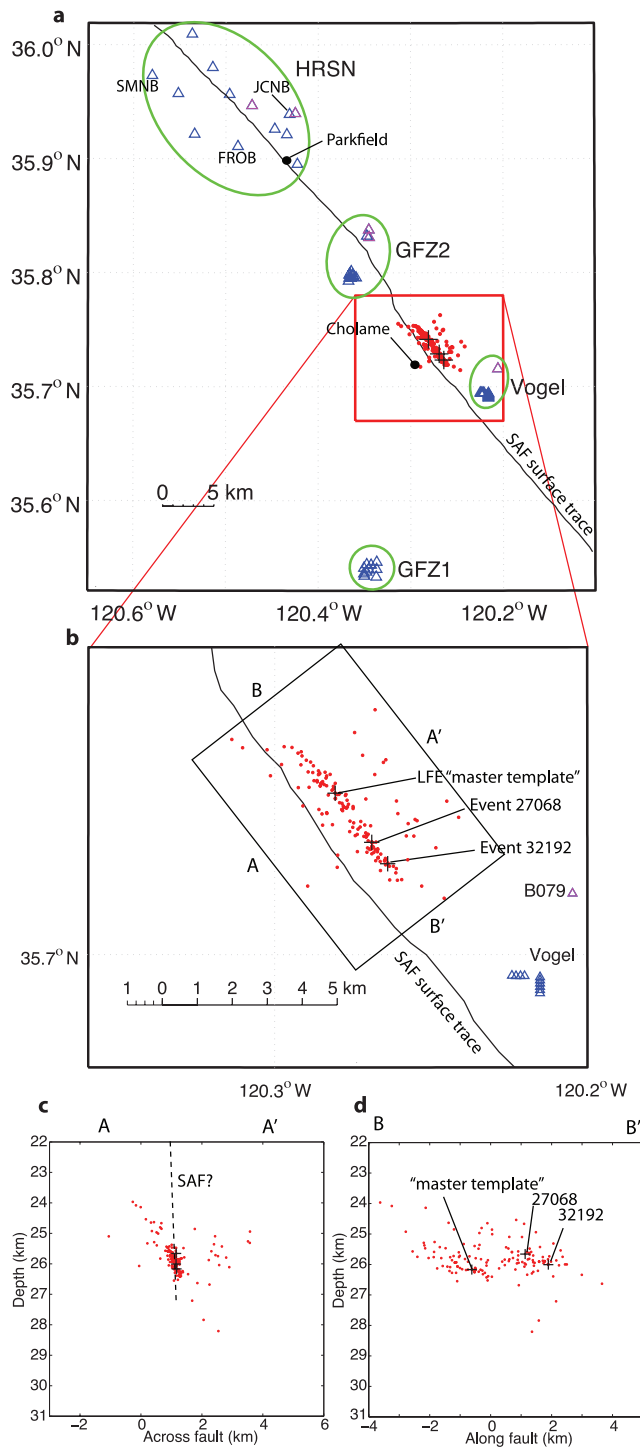 a
36.0° N
HRSN
SMNB
JCNB
FROB
Parkfield
35.9° N
GFZ2
35.8° N
Cholame
Vogel
35.7° N
SAF surface trace
0 5 km
35.6° N
GFZ1
120.6° W 120.4° W 120.2° W
b
B
A'
LFE "master template"
Event 27068
Event 32192
A
B079
B'
Vogel
35.7° N
SAF surface trace
1 0 1 2 3 4 5 km
120.3° W 120.2° W
c
A A'
22
SAF?
23
24
25
26
27
28
29
30
31
Depth (km)
−2 0 2 4 6
Across fault (km)
d
B B'
22
23
"master template"
27068
32192
24
25
26
27
28
29
30
31
Depth (km)
−4 −2 0 2 4
Along fault (km)